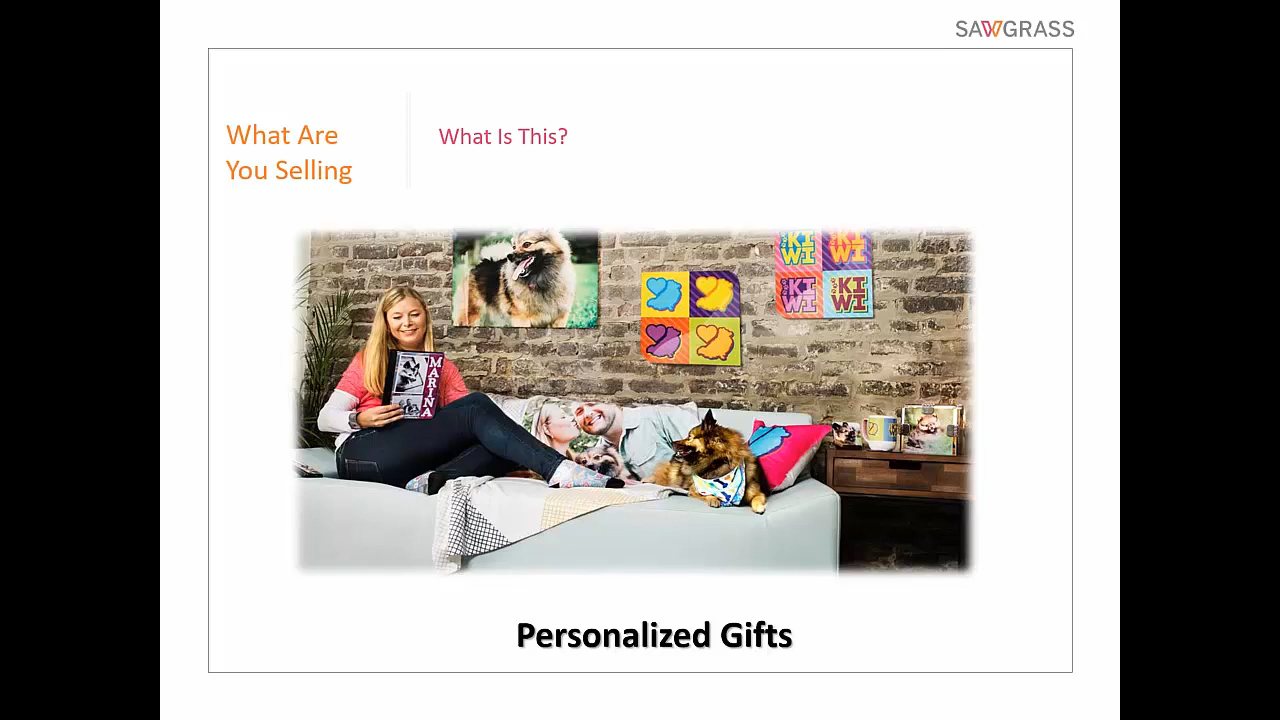 SAWGRASS
What Are
You Selling
What Is This?
KIWI
KIWI
KIWI
KIWI
MARINA
Personalized Gifts